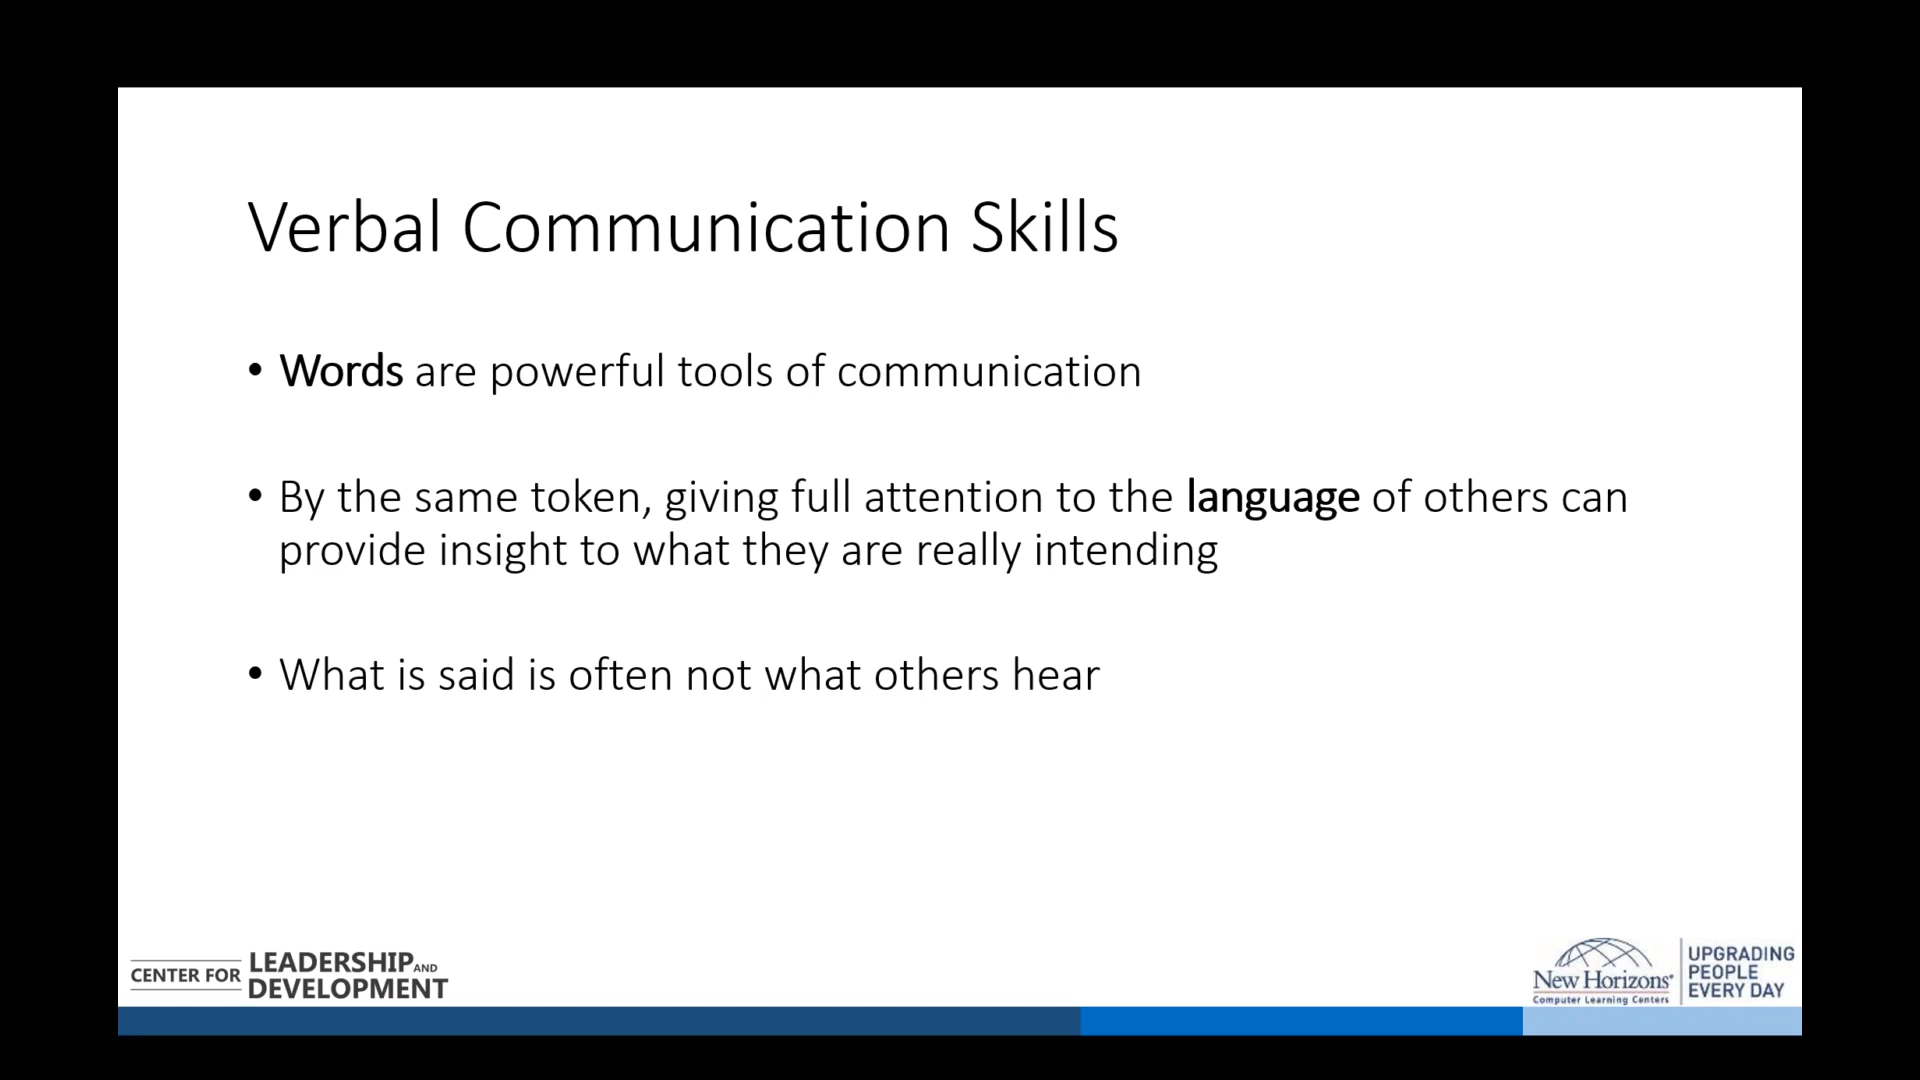 Verbal Communication Skills
• Words are powerful tools of communication
• By the same token, giving full attention to the language of others can
provide insight to what they are really intending
• What is said is often not what others hear
CENTER FOR LEADERSHIP AND
DEVELOPMENT
New Horizons®
Computer Learning Centers
UPGRADING
PEOPLE
EVERY DAY